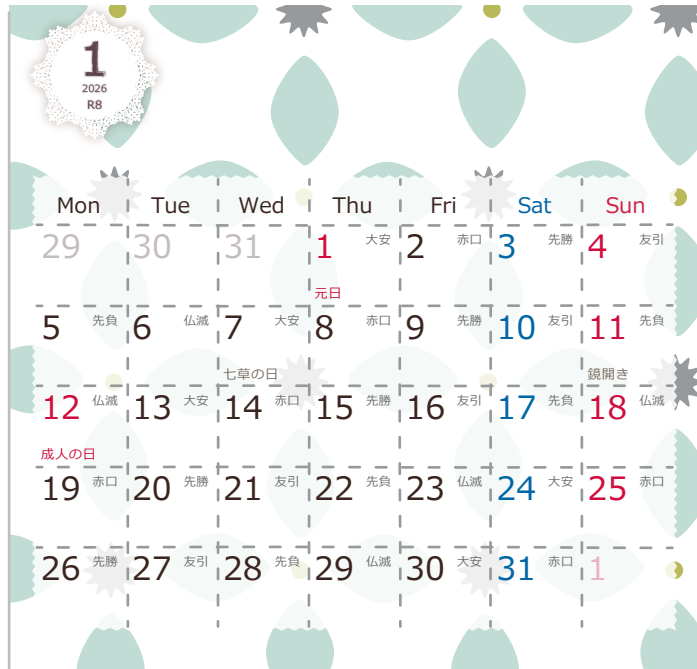 1
2026
R8
Mon Tue Wed Thu Fri Sat Sun
29 30 31 1 大安 2 赤口 3 先勝 4 友引
元日
5 先負 6 仏滅 7 大安 8 赤口 9 先勝 10 友引 11 先負
七草の日 鏡開き
12 仏滅 13 大安 14 赤口 15 先勝 16 友引 17 先負 18 仏滅
成人の日
19 赤口 20 先勝 21 友引 22 先負 23 仏滅 24 大安 25 赤口
26 先勝 27 友引 28 先負 29 仏滅 30 大安 31 赤口 1